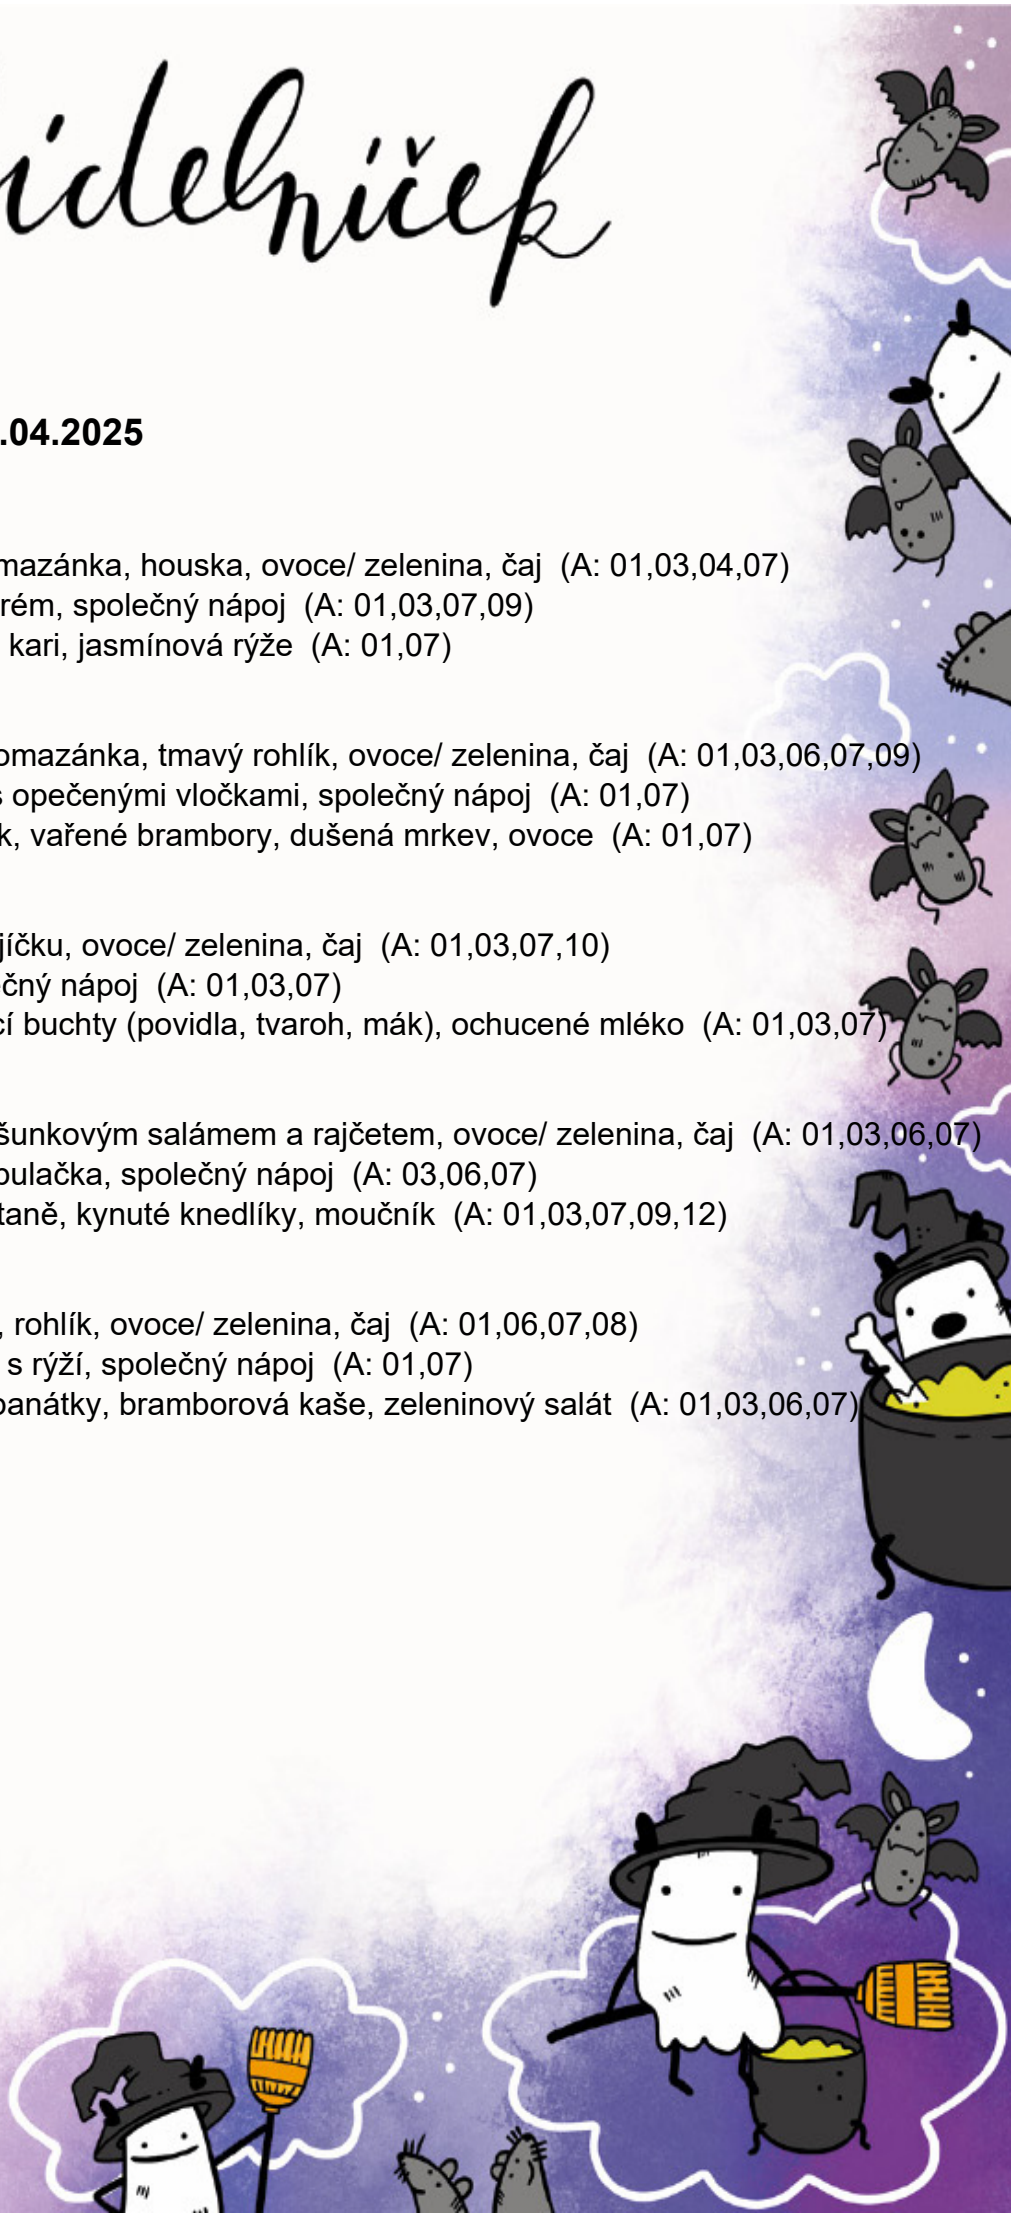 ídelníček
.04.2025
mazánka, houska, ovoce/ zelenina, čaj (A: 01,03,04,07)
rém, společný nápoj (A: 01,03,07,09)
kari, jasmínová rýže (A: 01,07)
omazánka, tmavý rohlík, ovoce/ zelenina, čaj (A: 01,03,06,07,09)
s opečenými vločkami, společný nápoj (A: 01,07)
k, vařené brambory, dušená mrkev, ovoce (A: 01,07)
jíčku, ovoce/ zelenina, čaj (A: 01,03,07,10)
ečný nápoj (A: 01,03,07)
cí buchty (povidla, tvaroh, mák), ochucené mléko (A: 01,03,07)
šunkovým salámem a rajčetem, ovoce/ zelenina, čaj (A: 01,03,06,07)
oulačka, společný nápoj (A: 03,06,07)
taně, kynuté knedlíky, moučník (A: 01,03,07,09,12)
, rohlík, ovoce/ zelenina, čaj (A: 01,06,07,08)
s rýží, společný nápoj (A: 01,07)
banátky, bramborová kaše, zeleninový salát (A: 01,03,06,07)